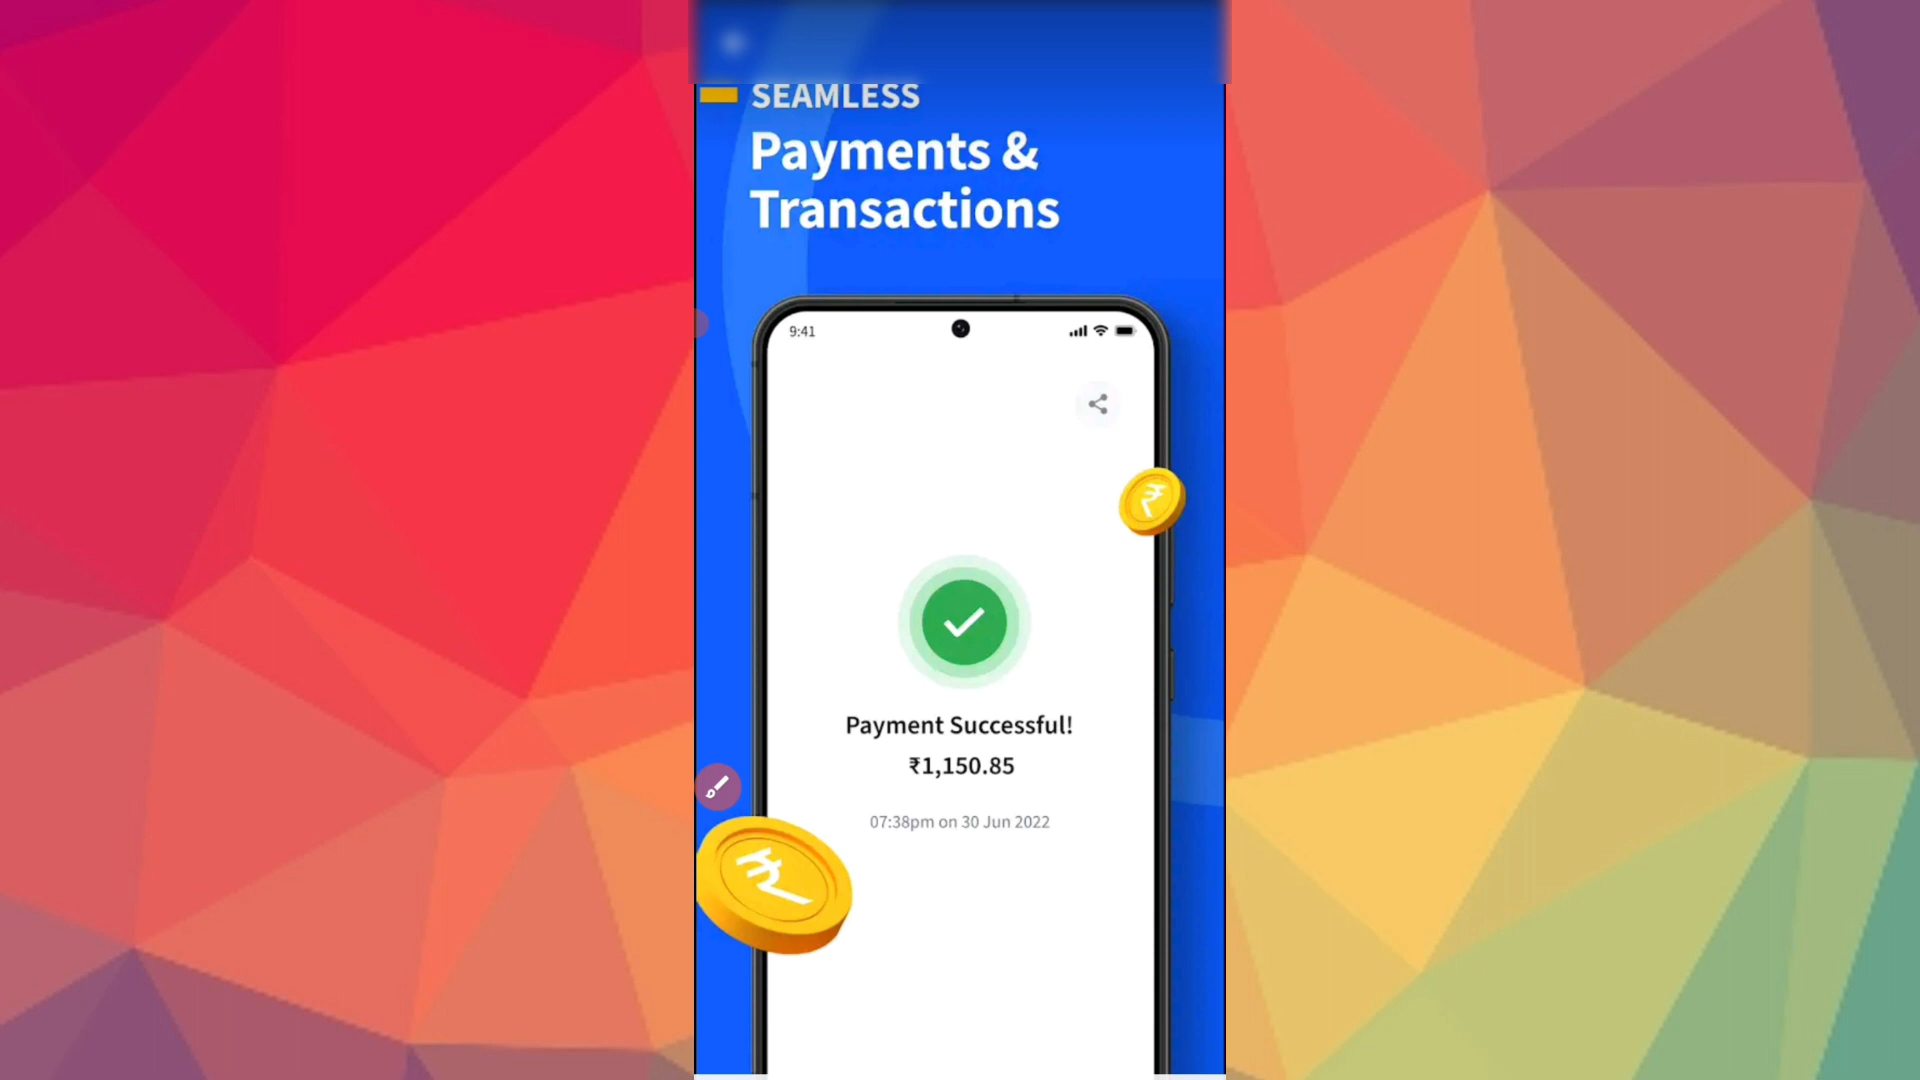 SEAMLESS
Payments &
Transactions
9:41
₹
Payment Successful!
₹1,150.85
07:38pm on 30 Jun 2022
₹